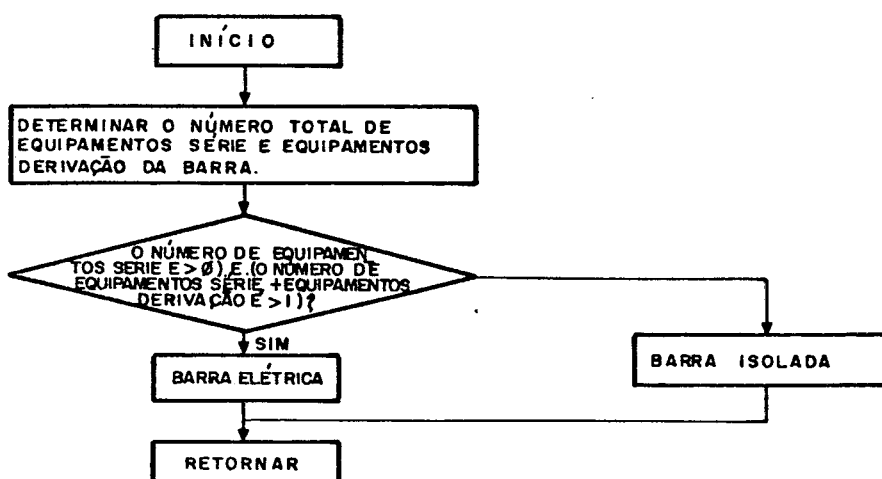 INÍCIO
DETERMINAR O NÚMERO TOTAL DE
EQUIPAMENTOS SÉRIE E EQUIPAMENTOS
DERIVAÇÃO DA BARRA.
O NÚMERO DE EQUIPAMEN
TOS SERIE E > Ø) E (O NÚMERO DE
EQUIPAMENTOS SÉRIE + EQUIPAMENTOS
DERIVAÇÃO É > 1)?
SIM
BARRA ELÉTRICA
BARRA ISOLADA
RETORNAR